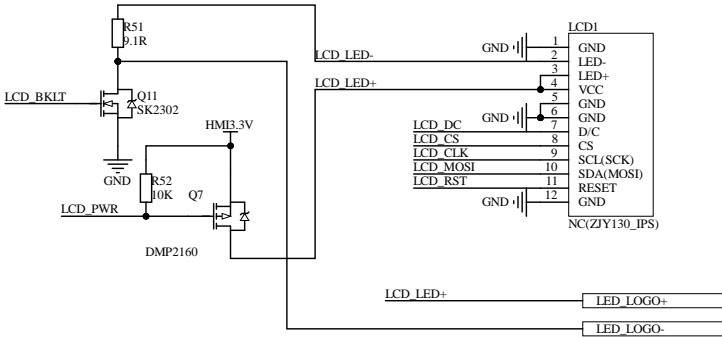 R51
9.1R
LCD1
LCD_LED-
GND 1 GND
2 LED-
3 LED+
LCD_LED+
4 VCC
LCD_BKLT
Q11
SK2302
5 GND
GND 6 GND
LCD_DC 7 D/C
LCD_CS 8 CS
LCD_CLK 9 SCL(SCK)
LCD_MOSI 10 SDA(MOSI)
LCD_RST 11 RESET
GND 12 GND
NC(ZJY130_IPS)
HMI3.3V
GND
R52
10K
Q7
LCD_PWR
DMP2160
LCD_LED+
LED_LOGO+
LED_LOGO-